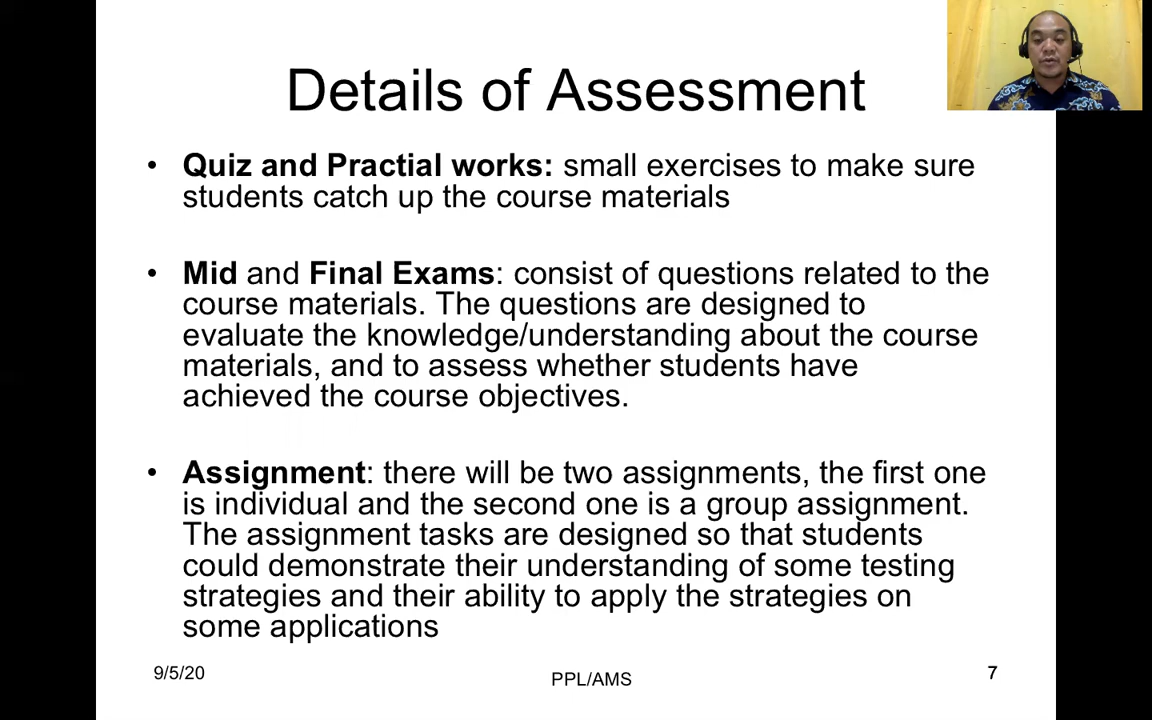 Details of Assessment
• Quiz and Practial works: small exercises to make sure
students catch up the course materials
• Mid and Final Exams: consist of questions related to the
course materials. The questions are designed to
evaluate the knowledge/understanding about the course
materials, and to assess whether students have
achieved the course objectives.
• Assignment: there will be two assignments, the first one
is individual and the second one is a group assignment.
The assignment tasks are designed so that students
could demonstrate their understanding of some testing
strategies and their ability to apply the strategies on
some applications
9/5/20
PPL/AMS
7